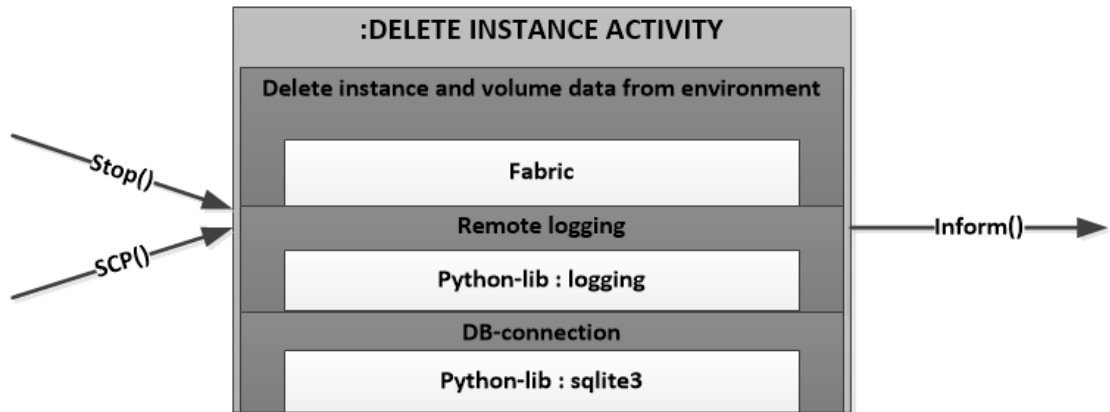 :DELETE INSTANCE ACTIVITY
Delete instance and volume data from environment
Stop()
Fabric
Remote logging
Inform()
SCP()
Python-lib : logging
DB-connection
Python-lib : sqlite3